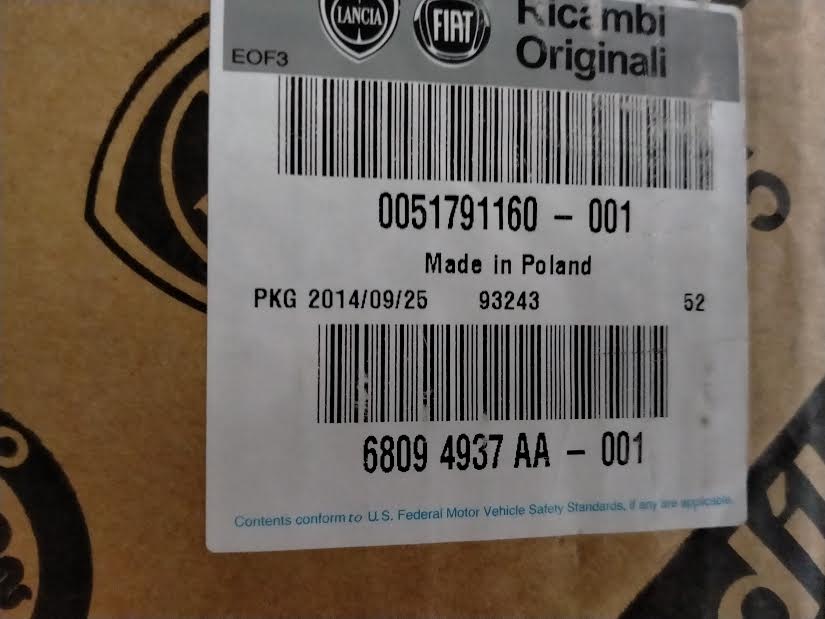 LANCIA FIAT Ricambi
EOF3 Originali
0051791160 - 001
Made in Poland
PKG 2014/09/25 93243 52
6809 4937 AA - 001
Contents conform to U.S. Federal Motor Vehicle Safety Standards, if any are applicable.